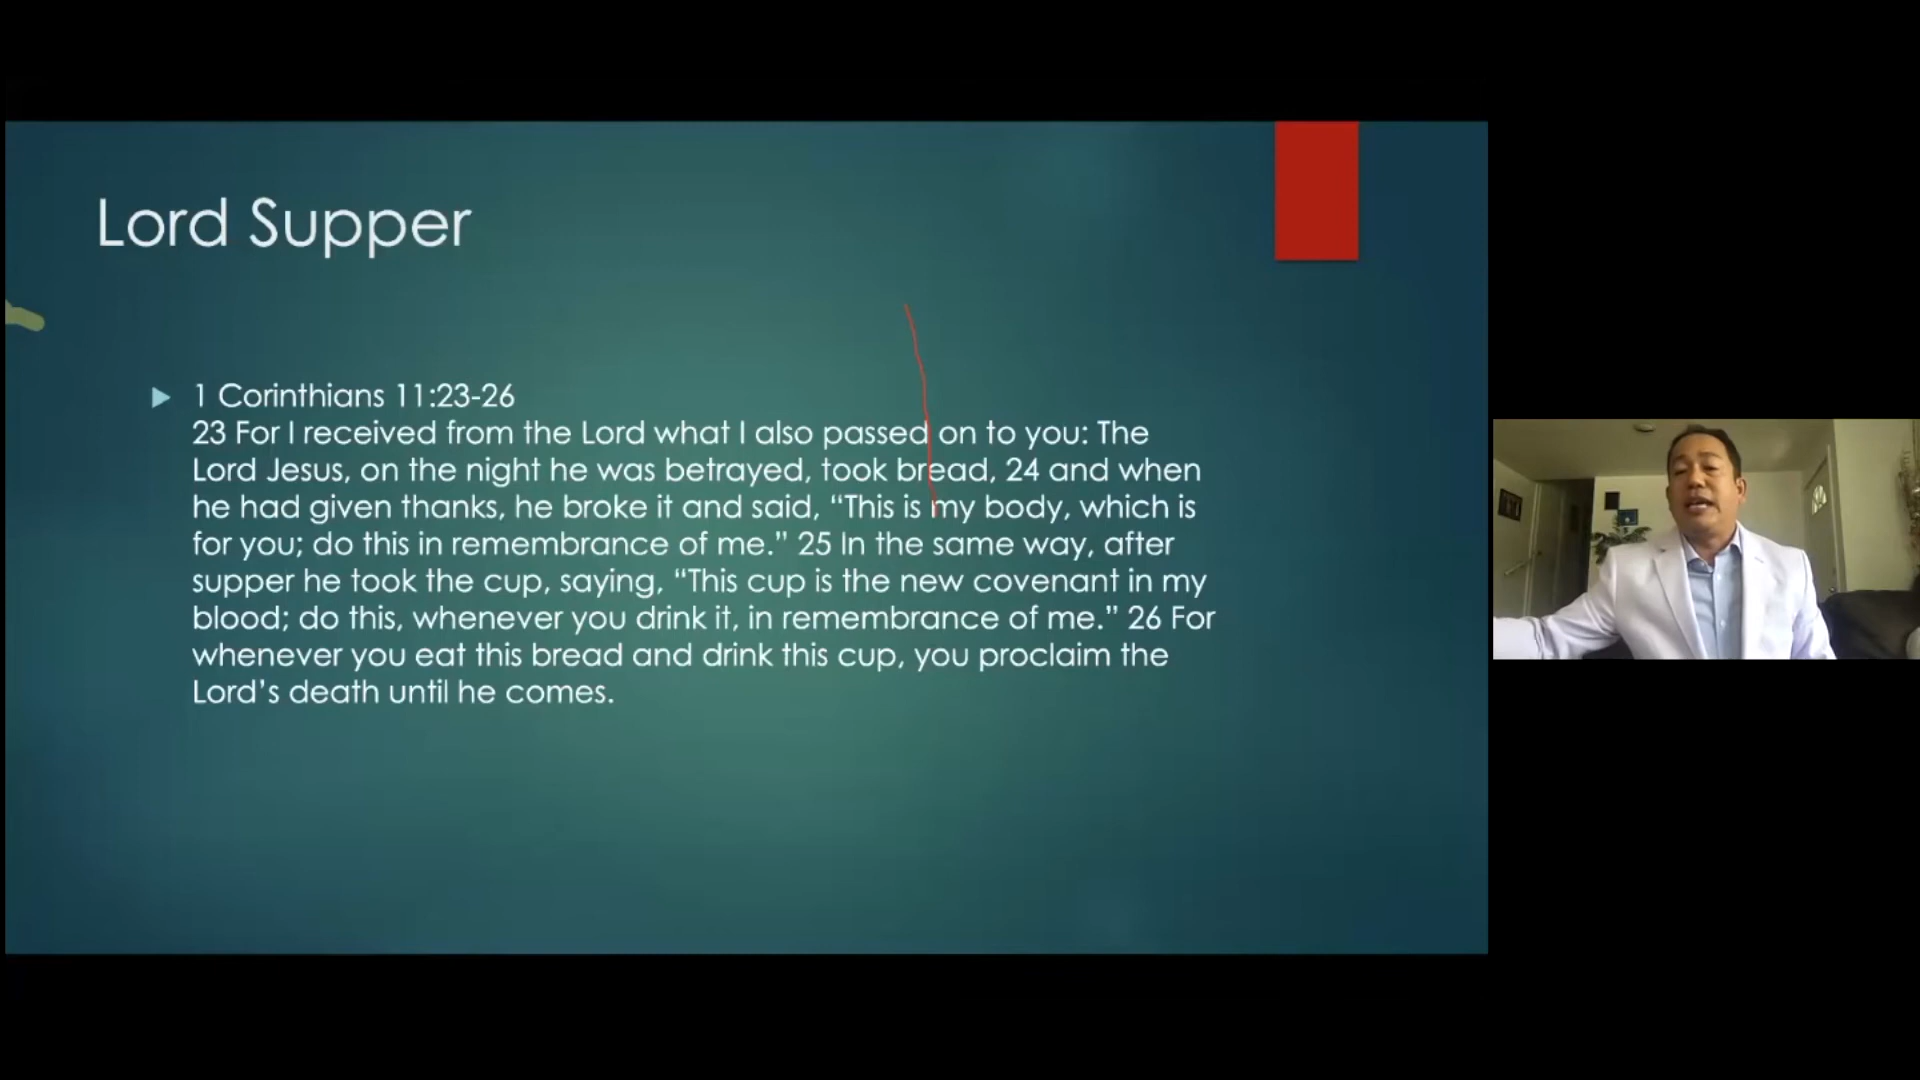 Lord Supper
1 Corinthians 11:23-26
23 For I received from the Lord what I also passed on to you: The
Lord Jesus, on the night he was betrayed, took bread, 24 and when
he had given thanks, he broke it and said, “This is my body, which is
for you; do this in remembrance of me.” 25 In the same way, after
supper he took the cup, saying, “This cup is the new covenant in my
blood; do this, whenever you drink it, in remembrance of me.” 26 For
whenever you eat this bread and drink this cup, you proclaim the
Lord’s death until he comes.